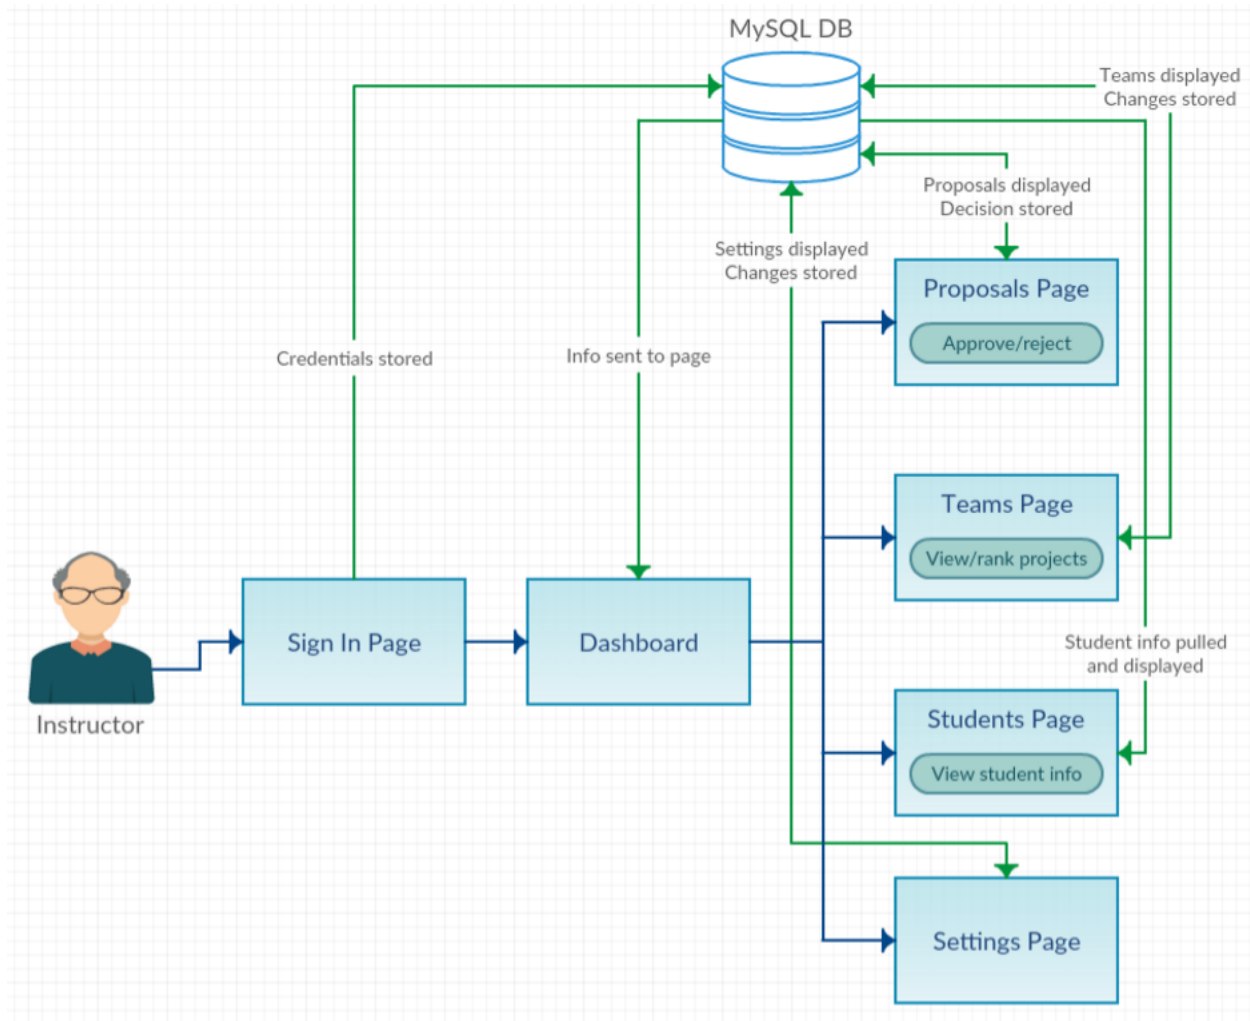 MySQL DB
Teams displayed
Changes stored
Proposals displayed
Decision stored
Settings displayed
Changes stored
Proposals Page
Approve/reject
Credentials stored
Info sent to page
Teams Page
View/rank projects
Sign In Page
Dashboard
Student info pulled
and displayed
Instructor
Students Page
View student info
Settings Page